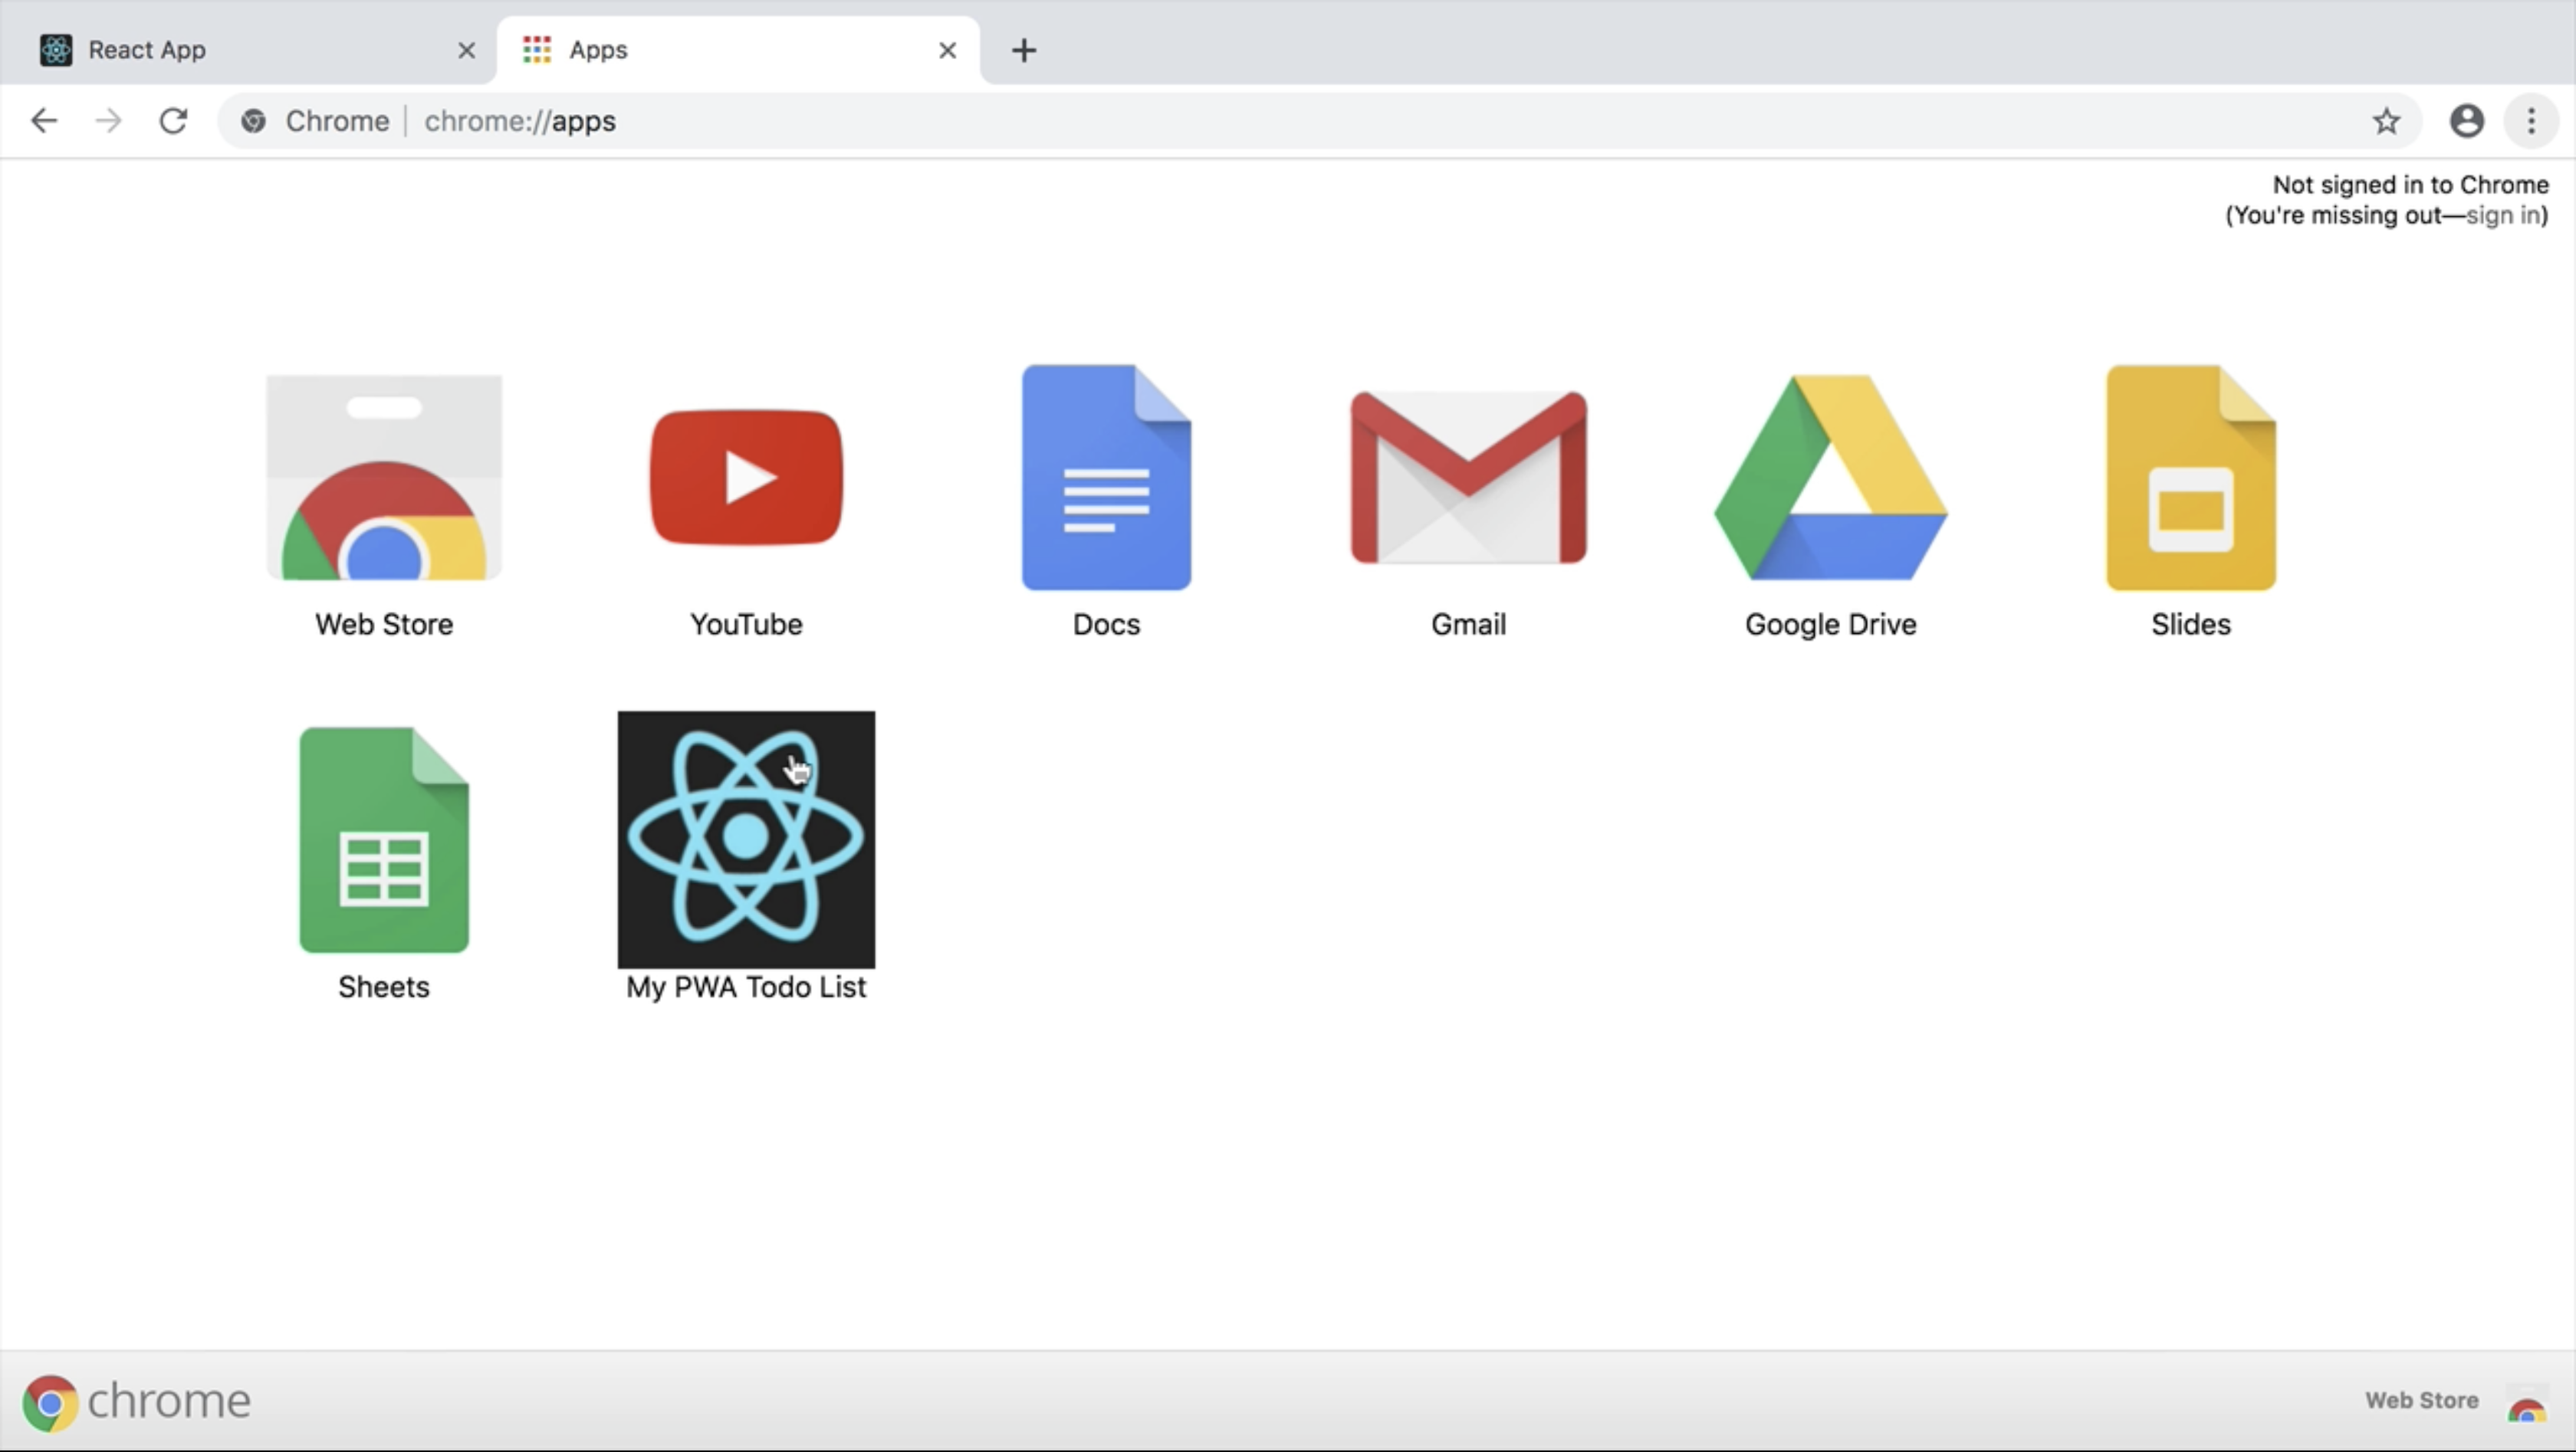 React App
Apps
Chrome
chrome://apps
Not signed in to Chrome
(You're missing out—sign in)
Web Store
YouTube
Docs
Gmail
Google Drive
Slides
Sheets
My PWA Todo List
chrome
Web Store